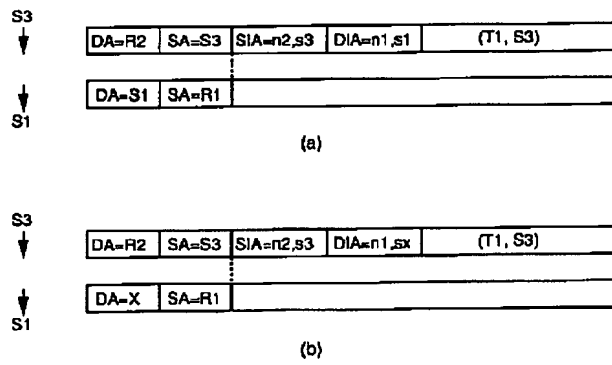 S3
DA=R2 SA=S3 SIA=n2,s3 DIA=n1,s1 (T1, S3)
DA=S1 SA=R1
S1
(a)
S3
DA=R2 SA=S3 SIA=n2,s3 DIA=n1,sx (T1, S3)
DA=X SA=R1
S1
(b)